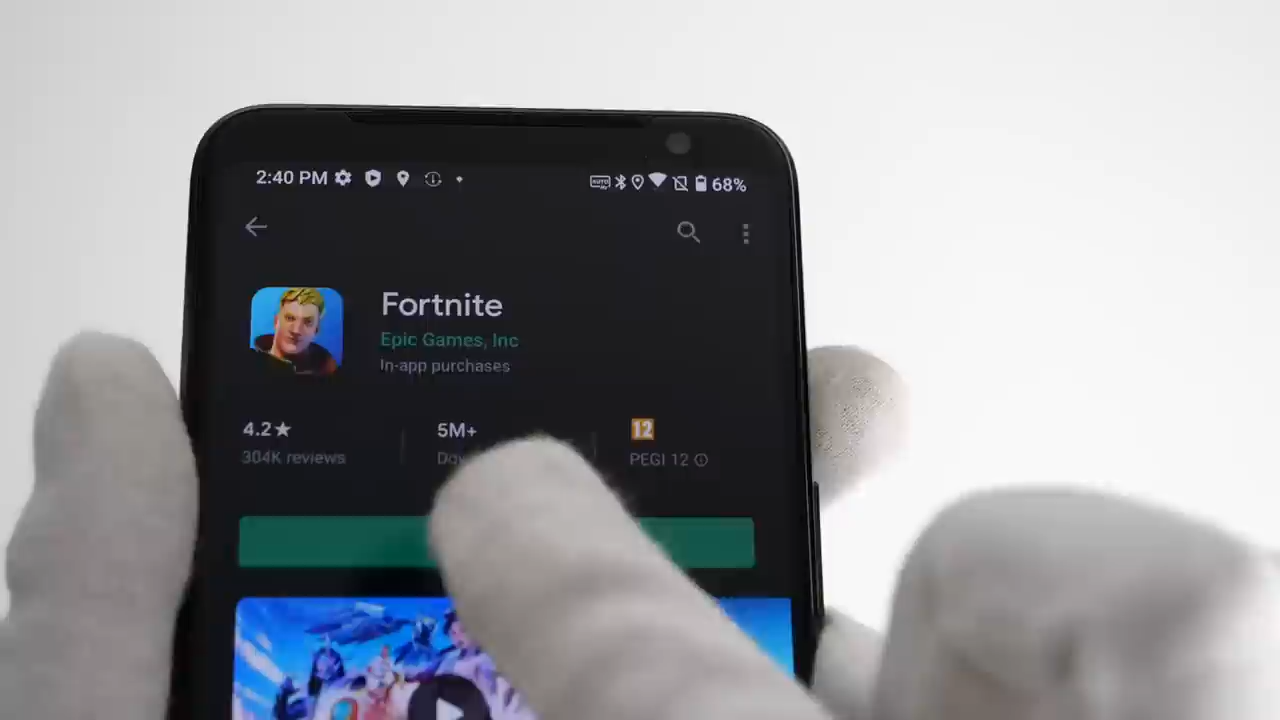 2:40 PM
68%
Fortnite
Epic Games, Inc
In-app purchases
4.2★ 5M+ 12
304K reviews PEGI 12